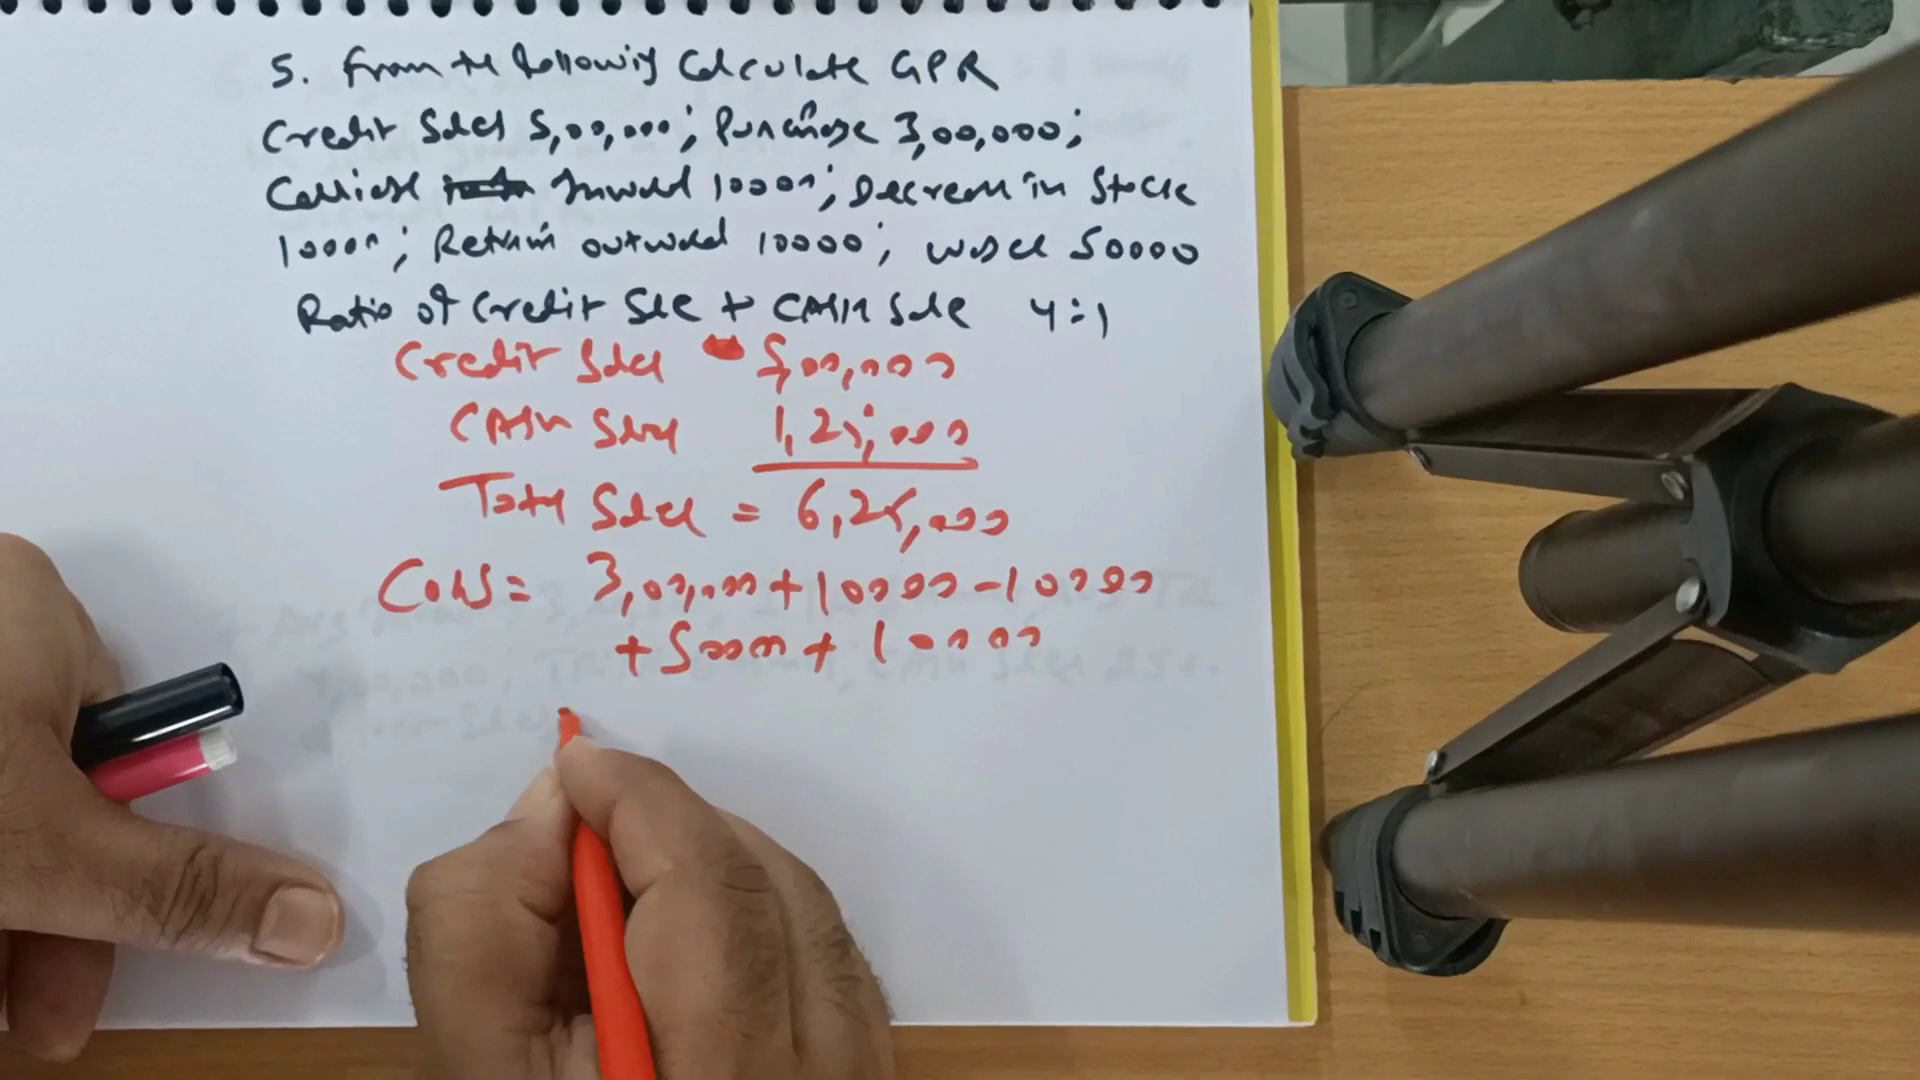 5. From the following Calculate GPR
Credit Sales 5,00,000; Purchase 3,00,000;
Carriage Inward 10000; Decrease in Stock
10000; Return outward 10000; wages 50000
Ratio of Credit Sale to CASH Sale 4:1
Credit Sales 5,00,000
CASH Sales 1,25,000
Total Sales = 6,25,000
COGS = 3,00,000 + 10000 - 10000
+ 50000 + 10000